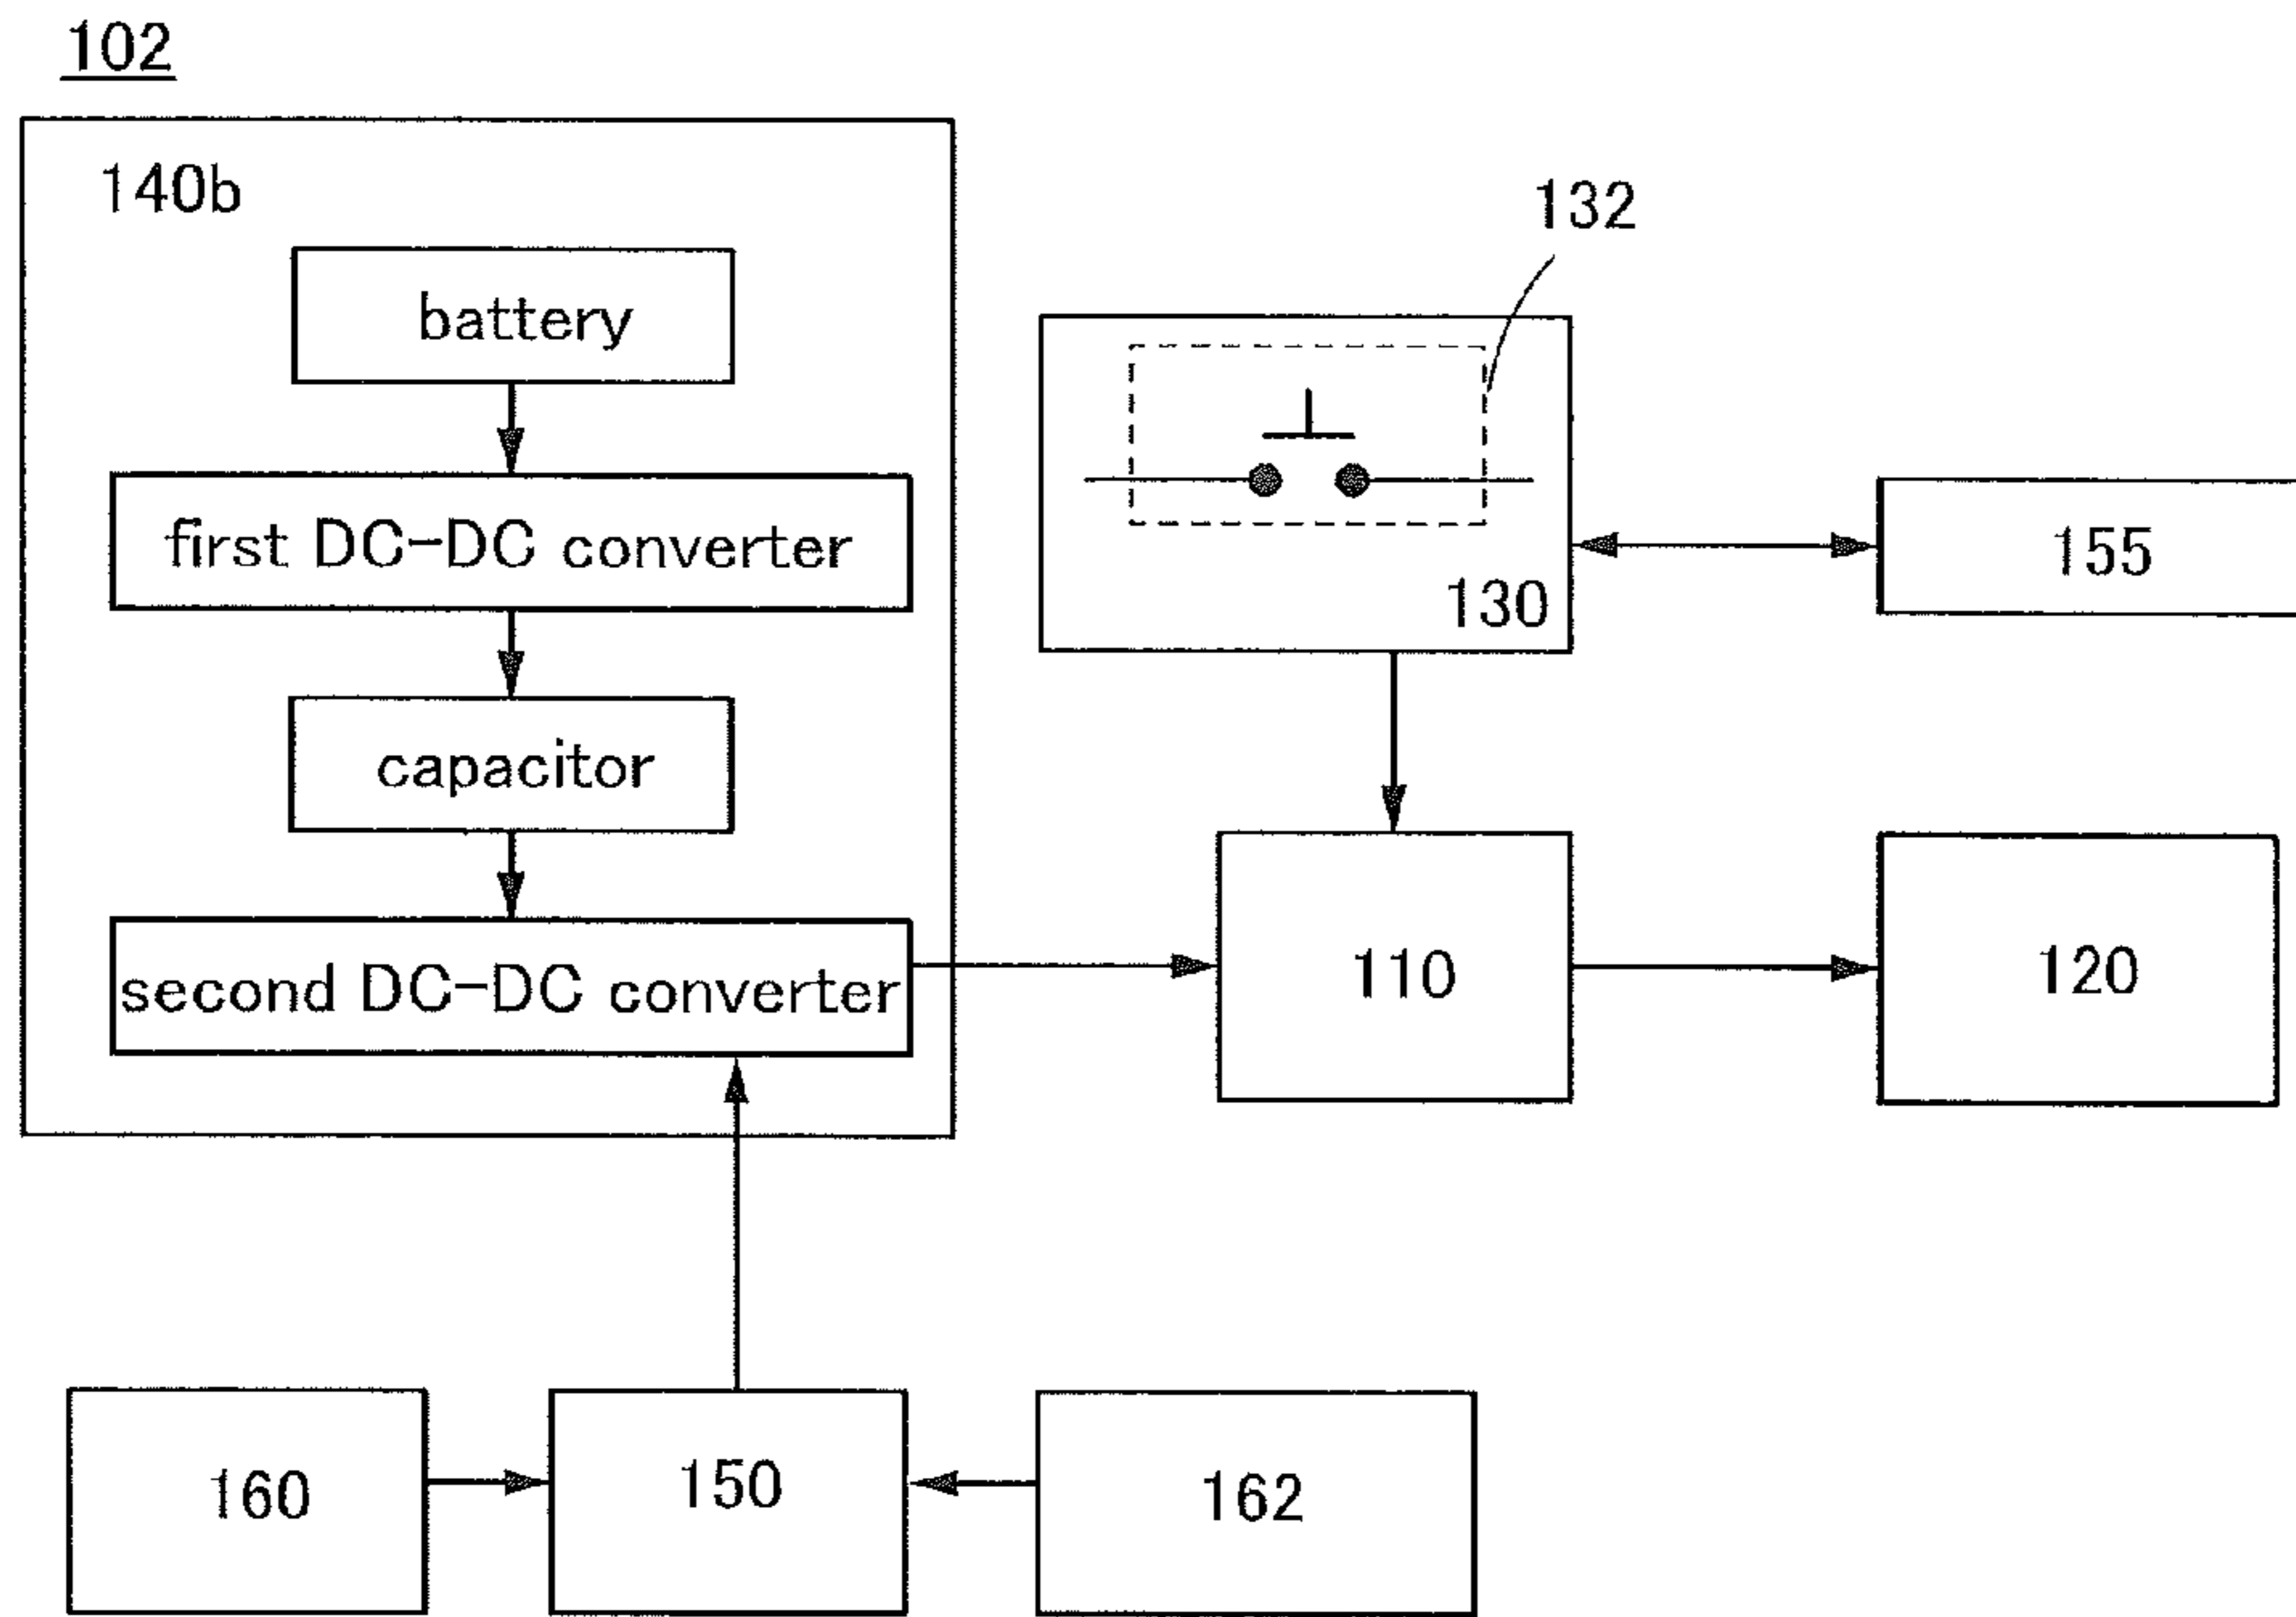 102
140b
battery
first DC-DC converter
capacitor
second DC-DC converter
132
130
155
110
120
160
150
162